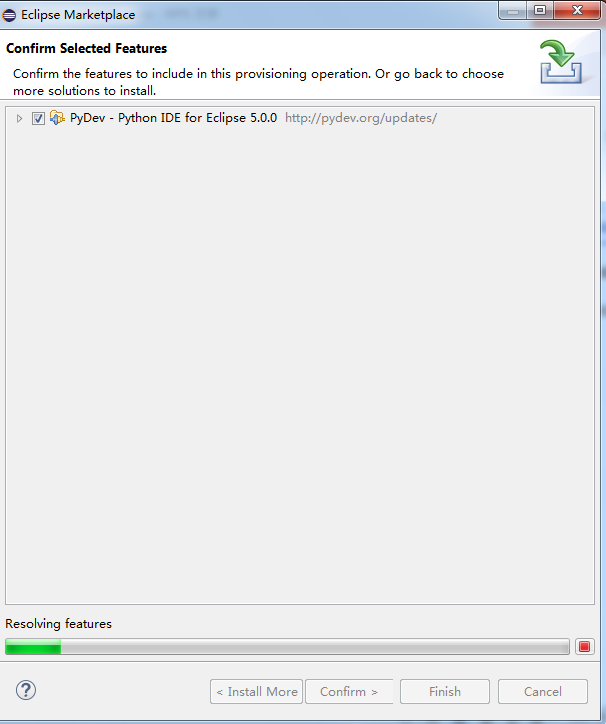 Eclipse Marketplace
Confirm Selected Features
Confirm the features to include in this provisioning operation. Or go back to choose
more solutions to install.
PyDev - Python IDE for Eclipse 5.0.0 http://pydev.org/updates/
Resolving features
?
< Install More
Confirm >
Finish
Cancel